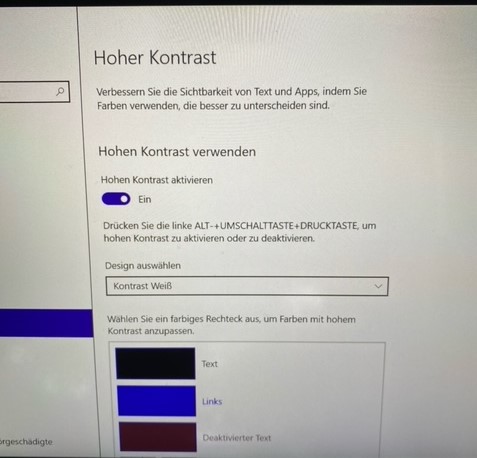 Hoher Kontrast
Verbessern Sie die Sichtbarkeit von Text und Apps, indem Sie
Farben verwenden, die besser zu unterscheiden sind.
Hohen Kontrast verwenden
Hohen Kontrast aktivieren
Ein
Drücken Sie die linke ALT-+UMSCHALTTASTE+DRUCKTASTE, um
hohen Kontrast zu aktivieren oder zu deaktivieren.
Design auswählen
Kontrast Weiß
Wählen Sie ein farbiges Rechteck aus, um Farben mit hohem
Kontrast anzupassen.
Text
Links
Deaktivierter Text
örgeschädigte